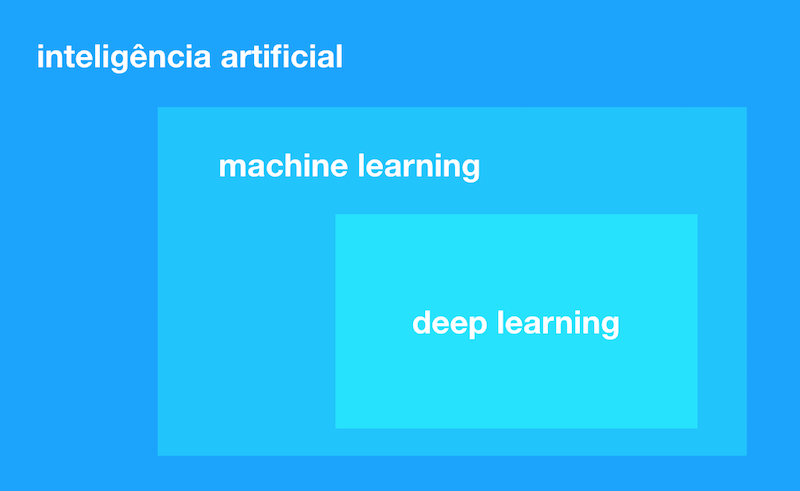 inteligência artificial
machine learning
deep learning